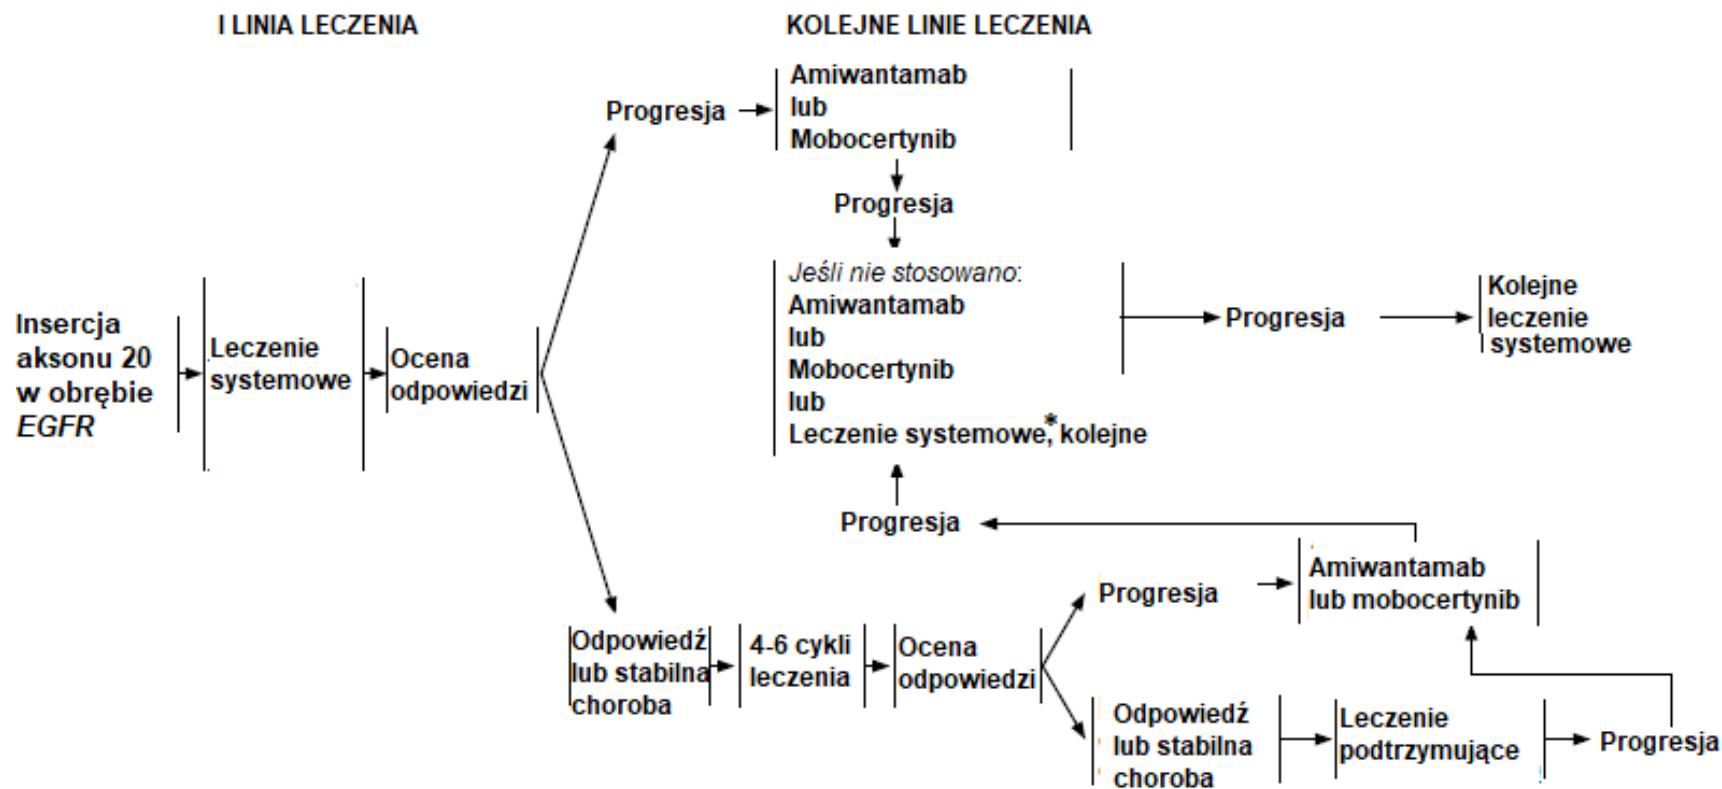 I LINIA LECZENIA
KOLEJNE LINIE LECZENIA
Insercja
aksonu 20
w obrębie
EGFR
Leczenie
systemowe
Ocena
odpowiedzi
Progresja
Amiwantamab
lub
Mobocertynib
Progresja
Jeśli nie stosowano:
Amiwantamab
lub
Mobocertynib
lub
Leczenie systemowe,* kolejne
Progresja
Kolejne
leczenie
systemowe
Progresja
Odpowiedź
lub stabilna
choroba
4-6 cykli
leczenia
Ocena
odpowiedzi
Progresja
Amiwantamab
lub mobocertynib
Odpowiedź
lub stabilna
choroba
Leczenie
podtrzymujące
Progresja